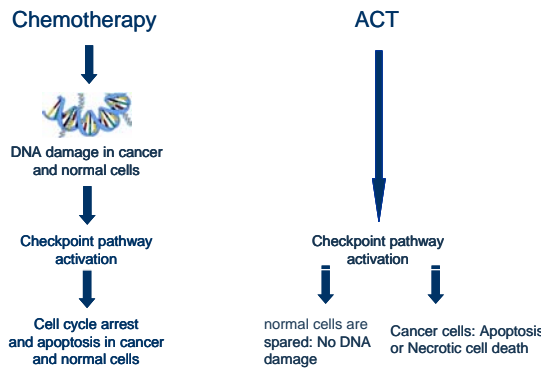 Chemotherapy
DNA damage in cancer
and normal cells
Checkpoint pathway
activation
Cell cycle arrest
and apoptosis in cancer
and normal cells
ACT
Checkpoint pathway
activation
normal cells are
spared: No DNA
damage
Cancer cells: Apoptosis
or Necrotic cell death